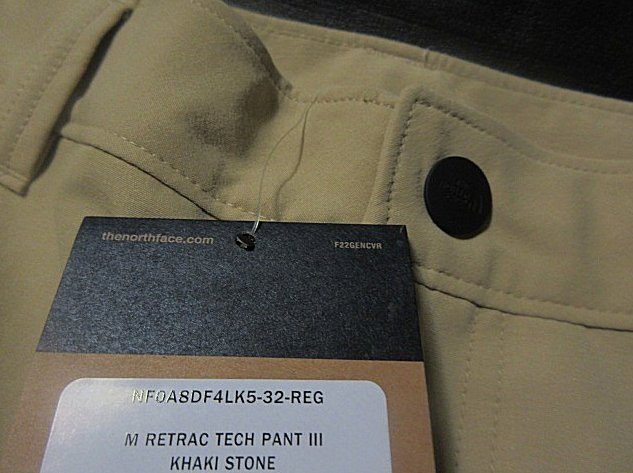 thenorthface.com
F22GENCVR
NF0A8DF4LK5-32-REG
M RETRAC TECH PANT III
KHAKI STONE